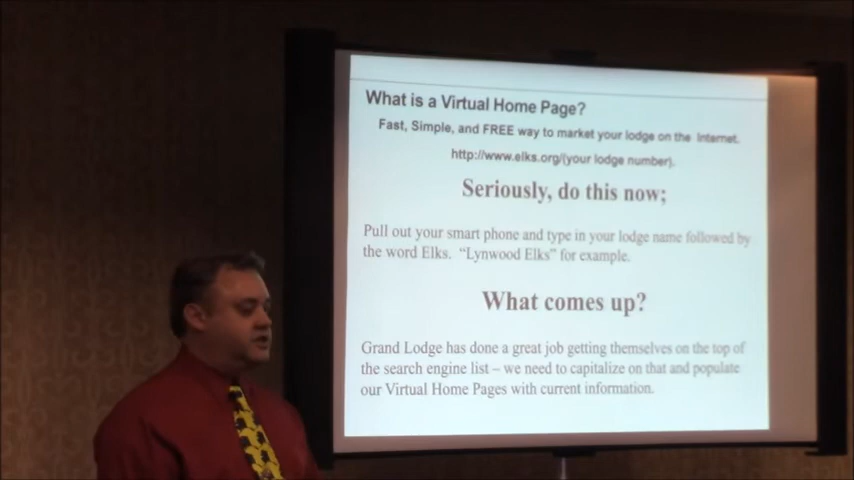 What is a Virtual Home Page?
Fast, Simple, and FREE way to market your lodge on the Internet.
http://www.elks.org/(your lodge number).
Seriously, do this now;
Pull out your smart phone and type in your lodge name followed by
the word Elks. “Lynwood Elks” for example.
What comes up?
Grand Lodge has done a great job getting themselves on the top of
the search engine list – we need to capitalize on that and populate
our Virtual Home Pages with current information.